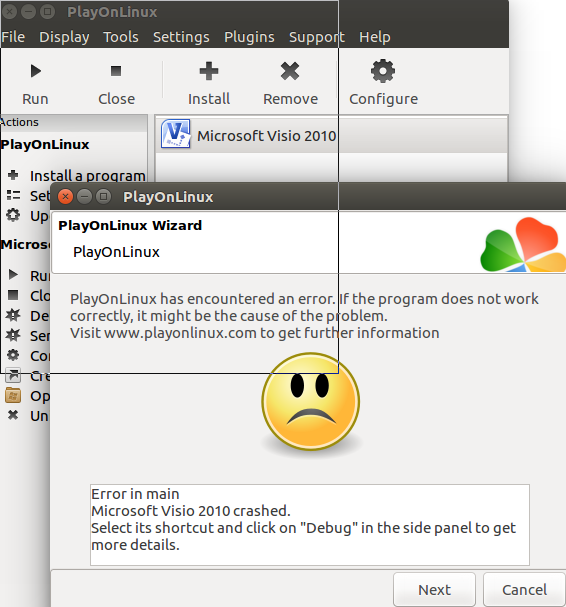 PlayOnLinux
File Display Tools Settings Plugins Support Help
Run Close Install Remove Configure
Actions
PlayOnLinux
Install a program
Set
Up
Microso
Run
Clo
De
Sen
Con
Cre
Op
Un
Microsoft Visio 2010
PlayOnLinux
PlayOnLinux Wizard
PlayOnLinux
PlayOnLinux has encountered an error. If the program does not work
correctly, it might be the cause of the problem.
Visit www.playonlinux.com to get further information
Error in main
Microsoft Visio 2010 crashed.
Select its shortcut and click on "Debug" in the side panel to get
more details.
Next Cancel